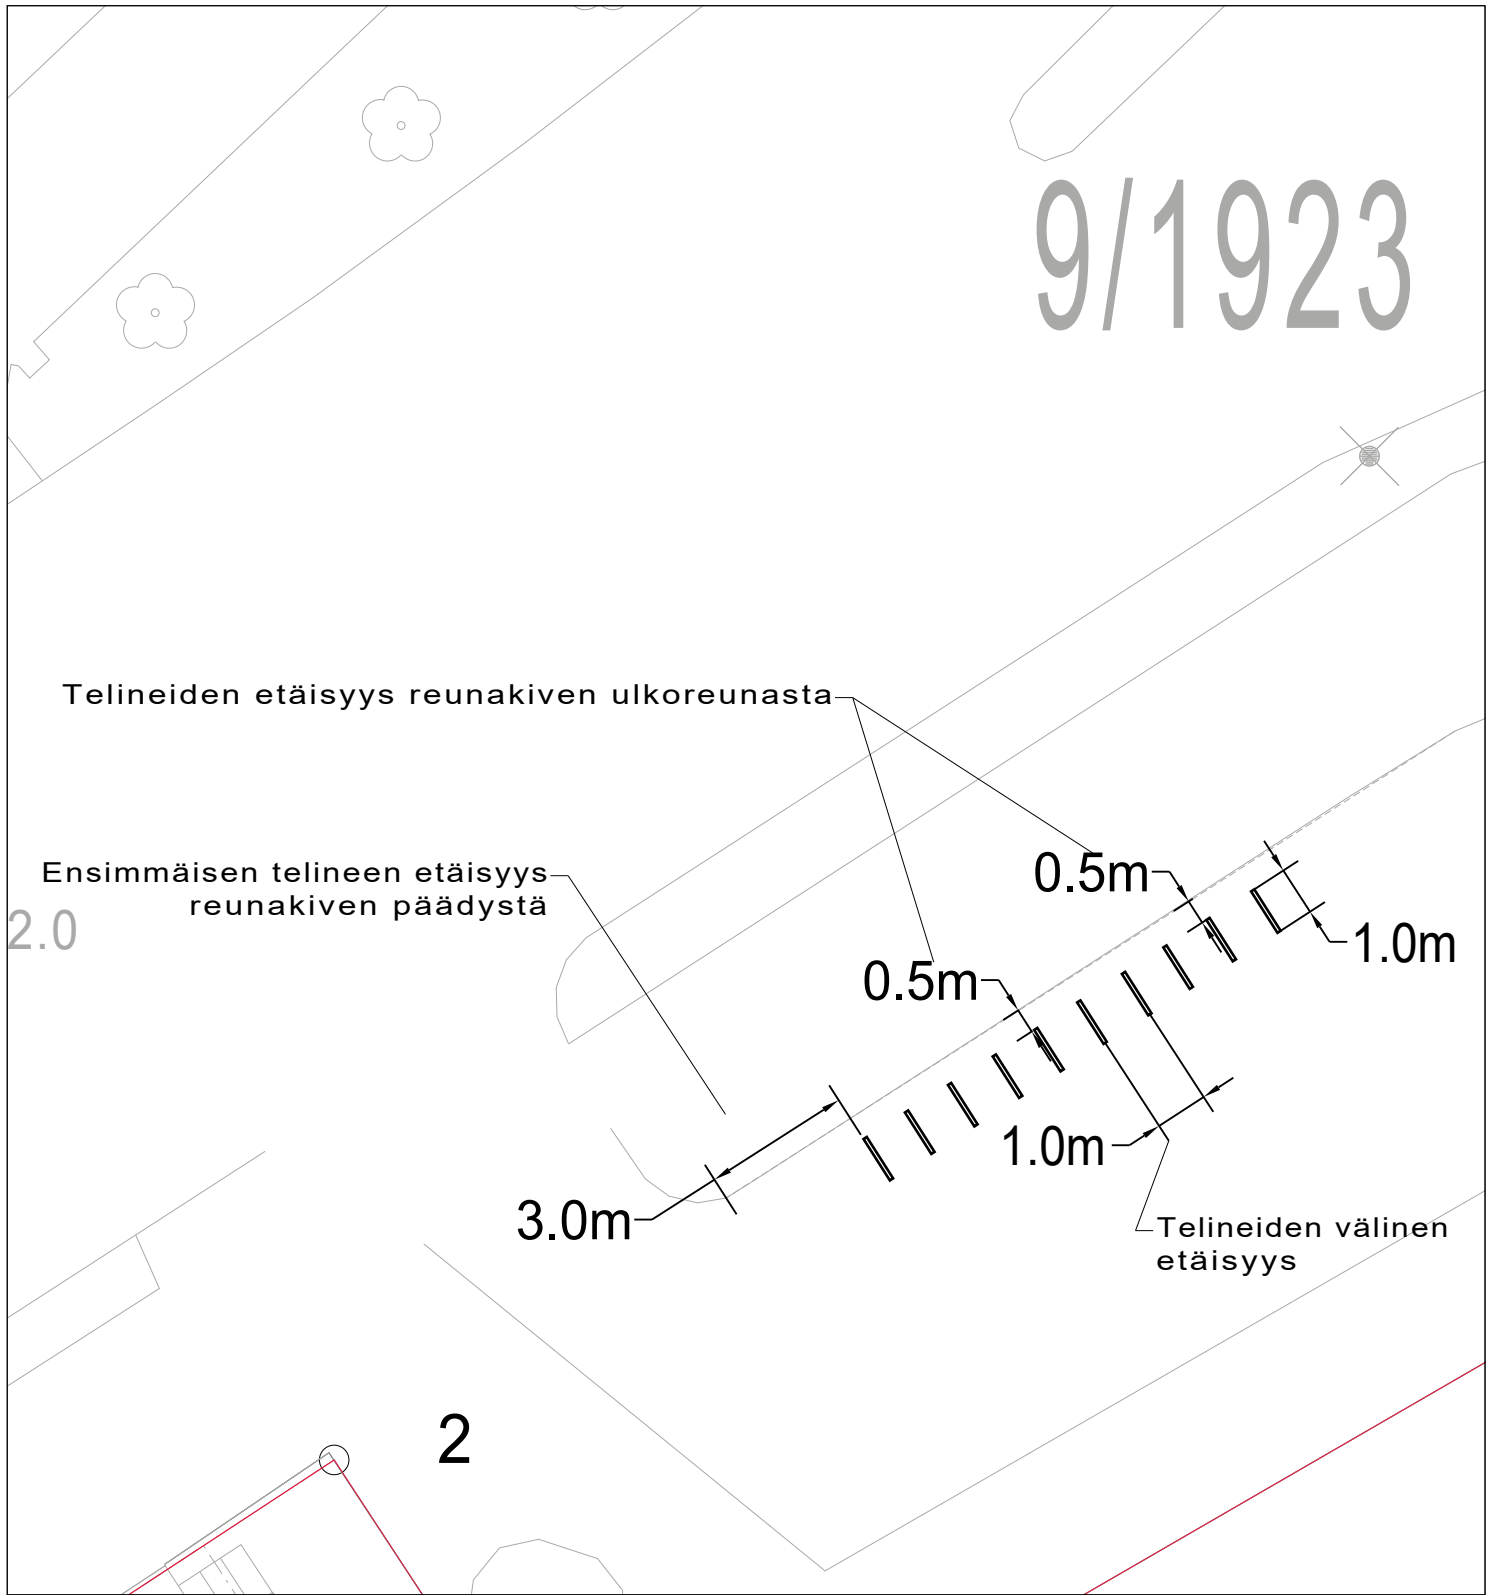 9/1923
Telineiden etäisyys reunakiven ulkoreunasta
0.5m
Ensimmäisen telineen etäisyys
reunakiven päädystä
2.0
1.0m
0.5m
1.0m
3.0m
Telineiden välinen
etäisyys
2